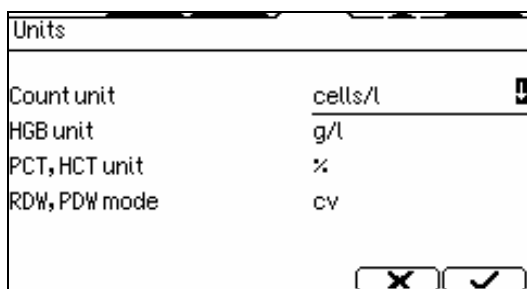 Units
Count unit cells/l
HGB unit g/l
PCT, HCT unit %
RDW, PDW mode cv